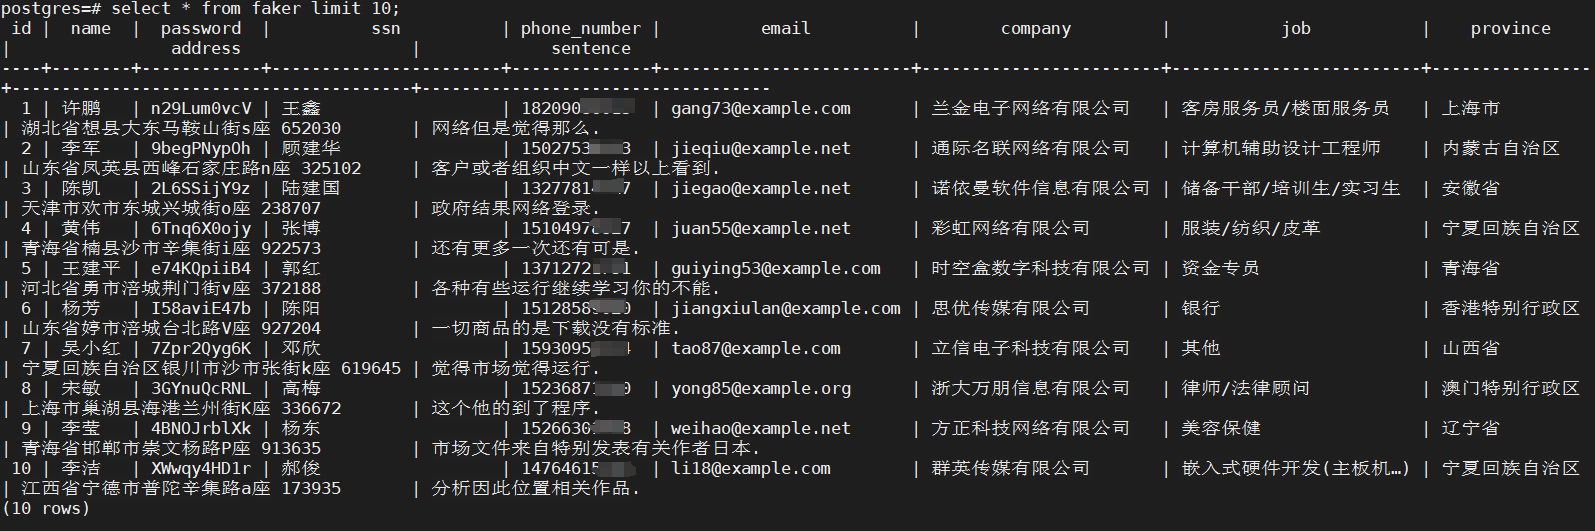 postgres=# select * from faker limit 10;
 id | name | password | ssn | phone_number | email | company | job | province
| address | sentence
----+--------+------------+-----------------------+--------------+-------------------------+------------------------+-------------------------+----------------
+----------------------------------------+--------------------------------------
1 | 许鹏 | n29Lum0vcV | 王鑫 | 182090 | gang73@example.com | 兰金电子网络有限公司 | 客房服务员/楼面服务员 | 上海市
| 湖北省想县大东马鞍山街s座 652030 | 网络但是觉得那么.
2 | 李军 | 9begPNypOh | 顾建华 | 1502753 3 | jieqiu@example.net | 通际名联网络有限公司 | 计算机辅助设计工程师 | 内蒙古自治区
| 山东省凤英县西峰石家庄路n座 325102 | 客户或者组织中文一样以上看到.
3 | 陈凯 | 2L6SSijY9z | 陆建国 | 1327781 7 | jiegao@example.net | 诺依曼软件信息有限公司 | 储备干部/培训生/实习生 | 安徽省
| 天津市欢市东城兴城街o座 238707 | 政府结果网络登录.
4 | 黄伟 | 6Tnq6X0ojy | 张博 | 1510497 7 | juan55@example.net | 彩虹网络有限公司 | 服装/纺织/皮革 | 宁夏回族自治区
| 青海省楠县沙市辛集街i座 922573 | 还有更多一次还有可是.
5 | 王建平 | e74KQpiiB4 | 郭红 | 1371272 1 | guiying53@example.com | 时空盒数字科技有限公司 | 资金专员 | 青海省
| 河北省勇市涪城荆门街v座 372188 | 各种有些运行继续学习你的不能.
6 | 杨芳 | I58aviE47b | 陈阳 | 1512858 0 | jiangxiulan@example.com | 思优传媒有限公司 | 银行 | 香港特别行政区
| 山东省婷市涪城台北路V座 927204 | 一切商品的是下载没有标准.
7 | 吴小红 | 7Zpr2Qyg6K | 邓欣 | 1593095 4 | tao87@example.com | 立信电子科技有限公司 | 其他 | 山西省
| 宁夏回族自治区银川市沙市张街k座 619645 | 觉得市场觉得运行.
8 | 宋敏 | 3GYnuQcRNL | 高梅 | 1523687 0 | yong85@example.org | 浙大万朋信息有限公司 | 律师/法律顾问 | 澳门特别行政区
| 上海市巢湖县海港兰州街K座 336672 | 这个他的到了程序.
9 | 李莹 | 4BNOJrblXk | 杨东 | 1526630 8 | weihao@example.net | 方正科技网络有限公司 | 美容保健 | 辽宁省
| 青海省邯郸市崇文杨路P座 913635 | 市场文件来自特别发表有关作者日本.
10 | 李洁 | XWwqy4HD1r | 郝俊 | 1476461 | li18@example.com | 群英传媒有限公司 | 嵌入式硬件开发(主板机…) | 宁夏回族自治区
| 江西省宁德市普陀辛集路a座 173935 | 分析因此位置相关作品.
(10 rows)